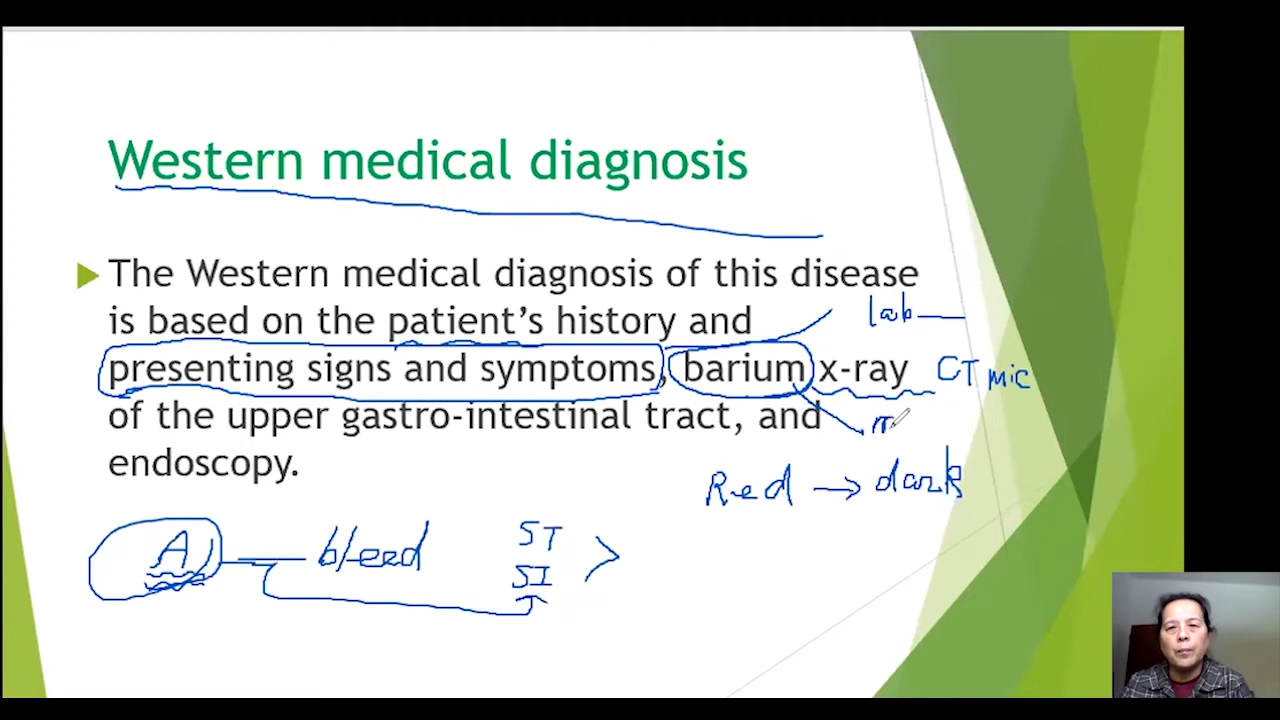 Western medical diagnosis
The Western medical diagnosis of this disease
is based on the patient's history and
lab
presenting signs and symptoms, barium x-ray
CT mic
of the upper gastro-intestinal tract, and
endoscopy.
Red → dark
A bleed ST
SI